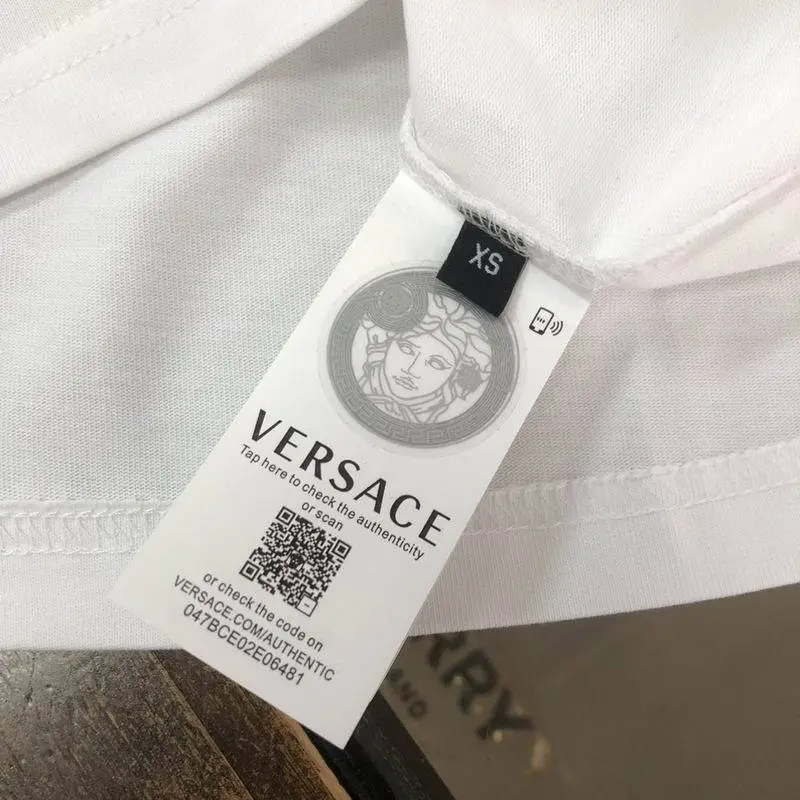 XS
VERSACE
Tap here to check the authenticity
or scan
or check the code on
VERSACE.COM/AUTHENTIC
047BCE02E06481
RRY
AND